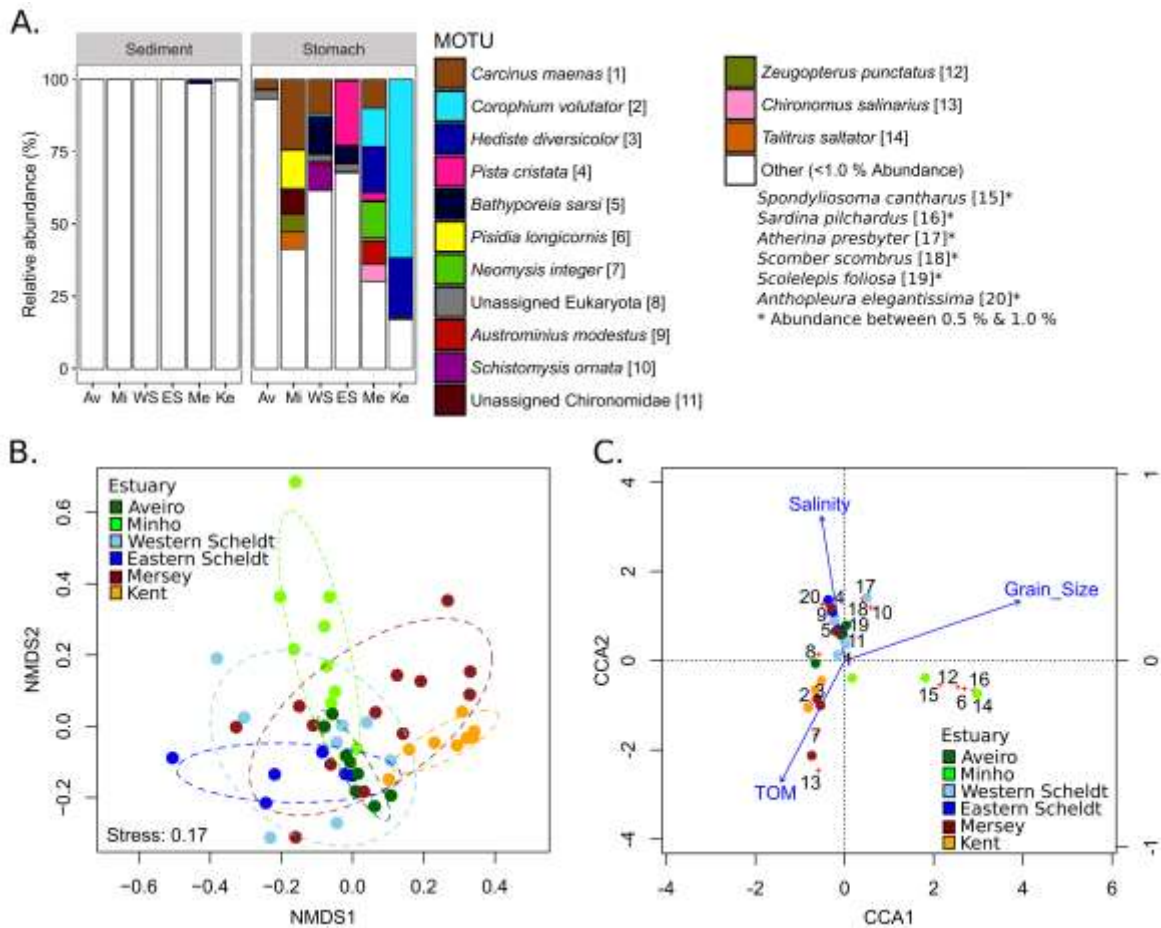 A.
Sediment
Stomach
Relative abundance (%)
100
75
50
25
0
Av Mi WS ES Me Ke
Av Mi WS ES Me Ke
MOTU
Carcinus maenas [1]
Corophium volutator [2]
Hediste diversicolor [3]
Pista cristata [4]
Bathyporeia sarsi [5]
Pisidia longicornis [6]
Neomysis integer [7]
Unassigned Eukaryota [8]
Austrominius modestus [9]
Schistomysis ornata [10]
Unassigned Chironomidae [11]
Zeugopterus punctatus [12]
Chironomus salinarius [13]
Talitrus saltator [14]
Other (<1.0 % Abundance)
Spondyliosoma cantharus [15]*
Sardina pilchardus [16]*
Atherina presbyter [17]*
Scomber scombrus [18]*
Scolelepis foliosa [19]*
Anthopleura elegantissima [20]*
* Abundance between 0.5 % & 1.0 %
B.
Estuary
Aveiro
Minho
Western Scheldt
Eastern Scheldt
Mersey
Kent
Stress: 0.17
NMDS2
0.6
0.4
0.2
0.0
−0.2
−0.6 −0.4 −0.2 0.0 0.2 0.4
NMDS1
C.
Salinity
Grain_Size
TOM
20 4 17
9 18 10
5 19
11
8 1
2 3
12 16
15 6 14
7
13
Estuary
Aveiro
Minho
Western Scheldt
Eastern Scheldt
Mersey
Kent
CCA2
4
2
0
−2
−4
1
0
-1
-4 -2 0 2 4 6
CCA1